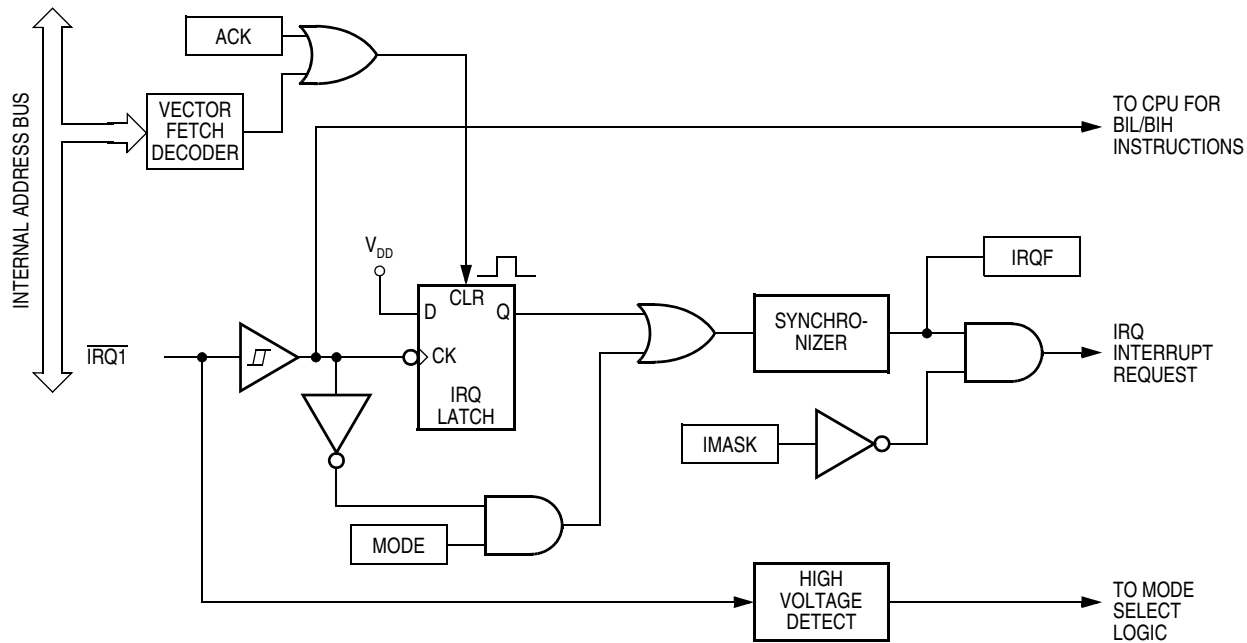 INTERNAL ADDRESS BUS
ACK
VECTOR
FETCH
DECODER
TO CPU FOR
BIL/BIH
INSTRUCTIONS
VDD
CLR
D
Q
CK
IRQ
LATCH
IRQ1
SYNCHRO-
NIZER
IRQF
IRQ
INTERRUPT
REQUEST
IMASK
MODE
HIGH
VOLTAGE
DETECT
TO MODE
SELECT
LOGIC